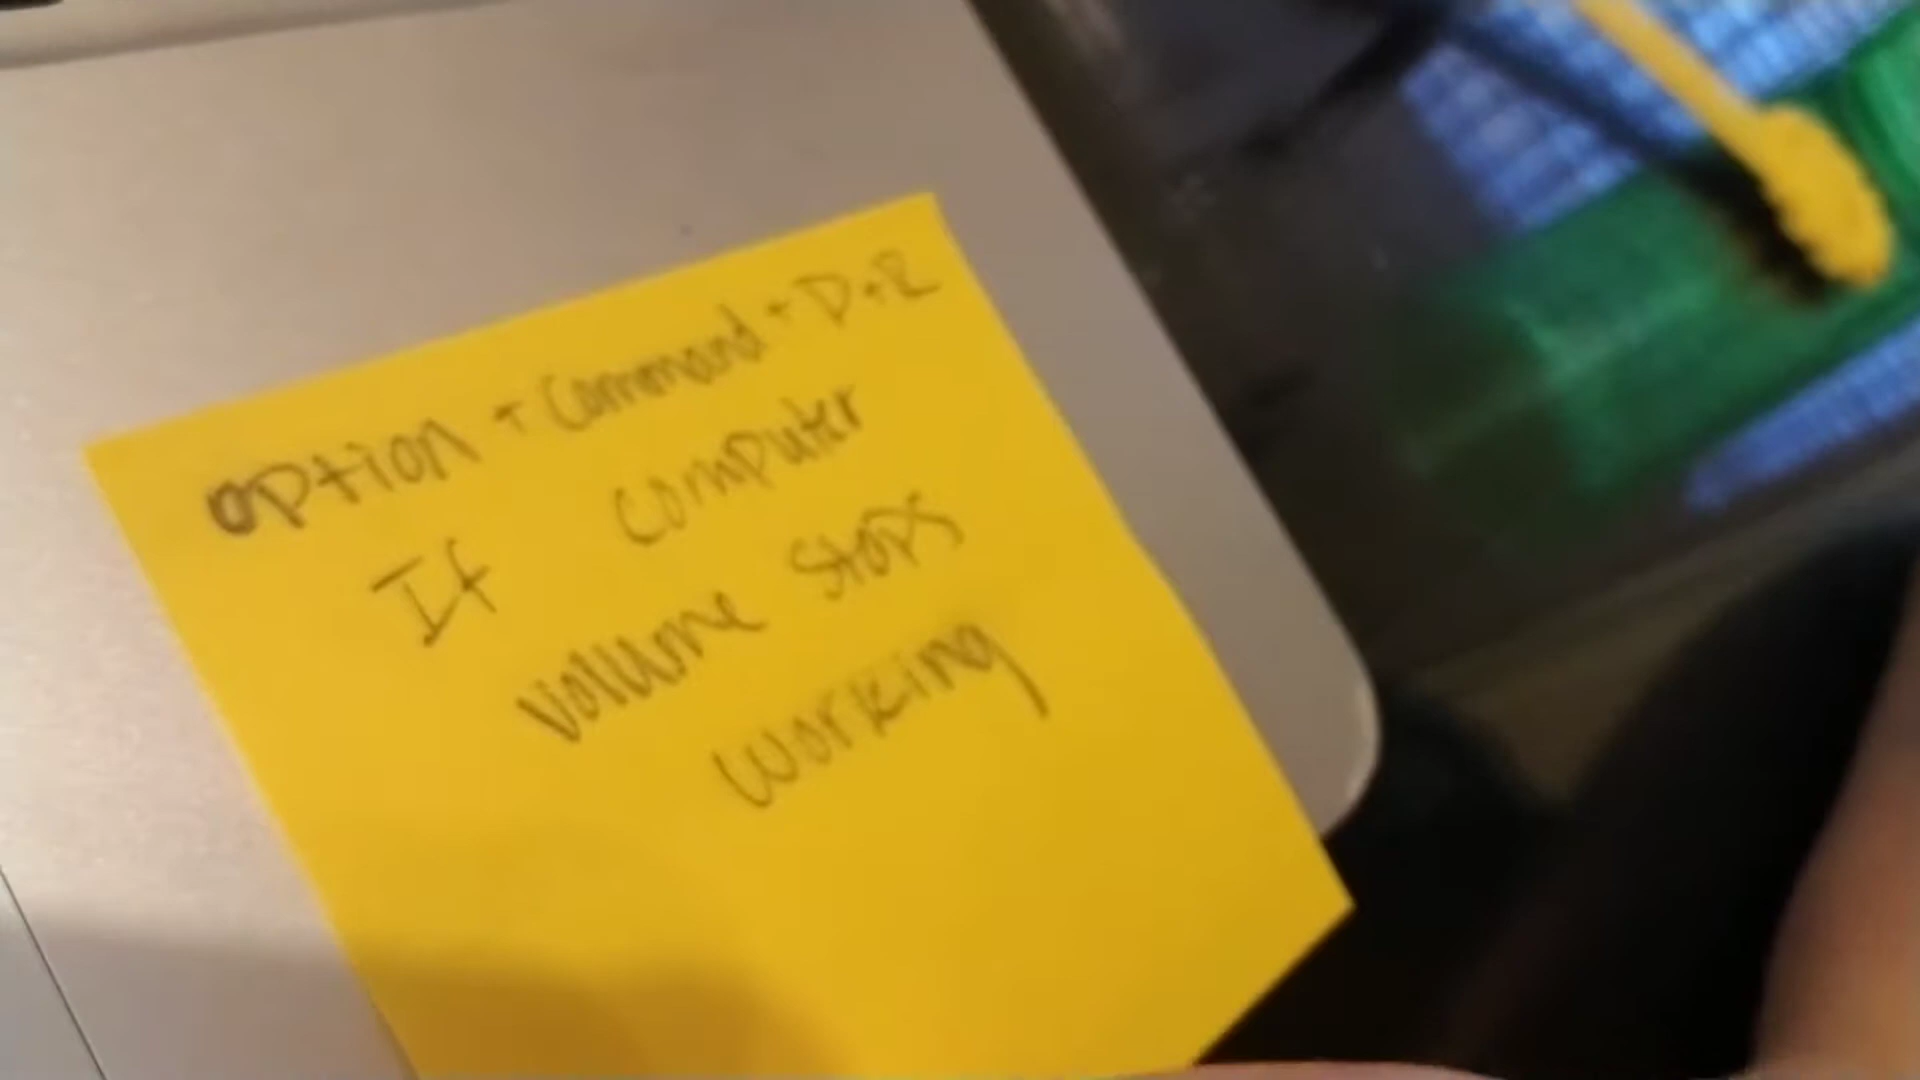 option + Command + D+R
If computer
volume stops
working